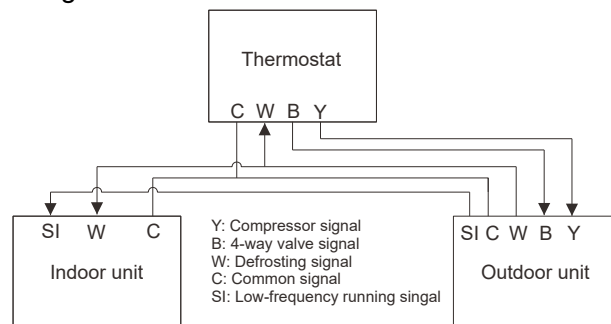 Thermostat
C W B Y
SI W C
Indoor unit
Y: Compressor signal
B: 4-way valve signal
W: Defrosting signal
C: Common signal
SI: Low-frequency running singal
SI C W B Y
Outdoor unit